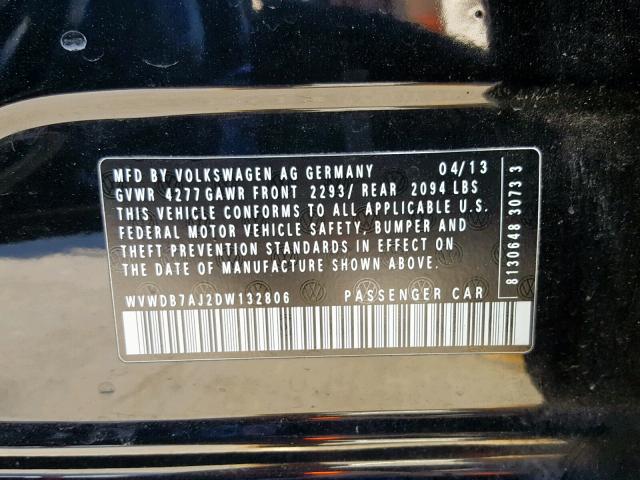 MFD BY VOLKSWAGEN AG GERMANY 04/13
GVWR 4277 GAWR FRONT 2293/ REAR 2094 LBS
THIS VEHICLE CONFORMS TO ALL APPLICABLE U.S.
FEDERAL MOTOR VEHICLE SAFETY, BUMPER AND
THEFT PREVENTION STANDARDS IN EFFECT ON
THE DATE OF MANUFACTURE SHOWN ABOVE.
WVWDB7AJ2DW132806 PASSENGER CAR
8130648 3073 3